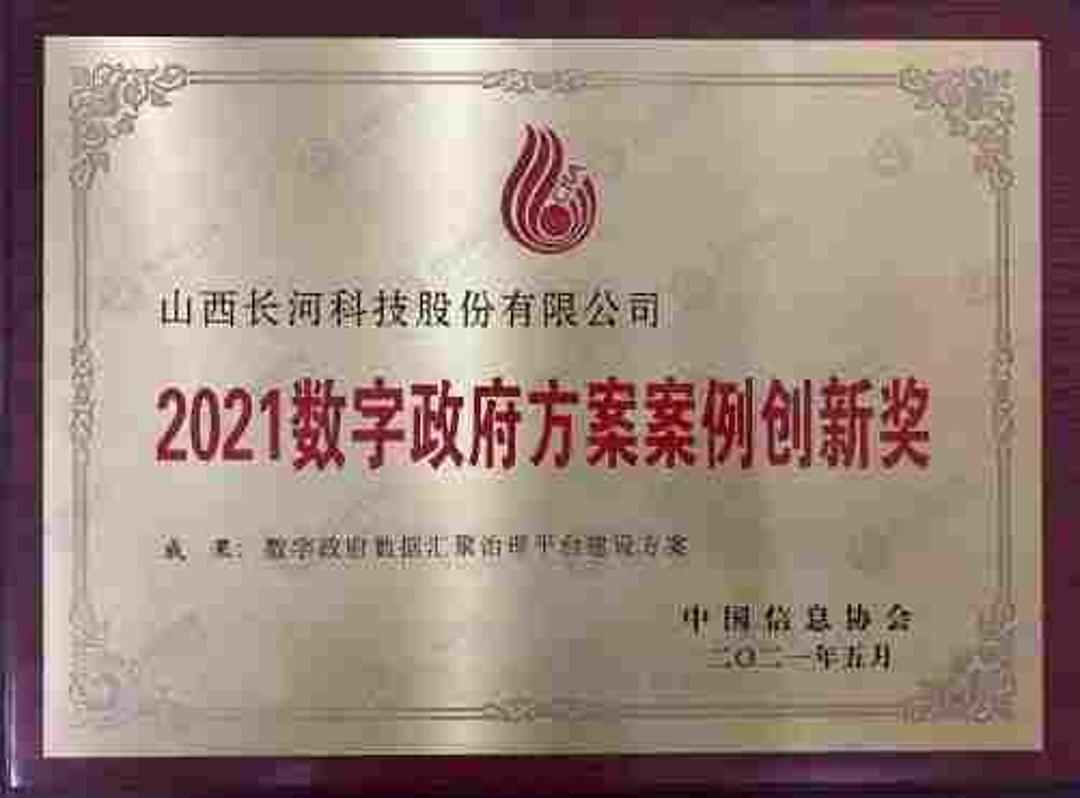 山西长河科技股份有限公司
2021数字政府方案案例创新奖
成 果：数字政府数据汇聚治理平台建设方案
中国信息协会
二〇二一年五月